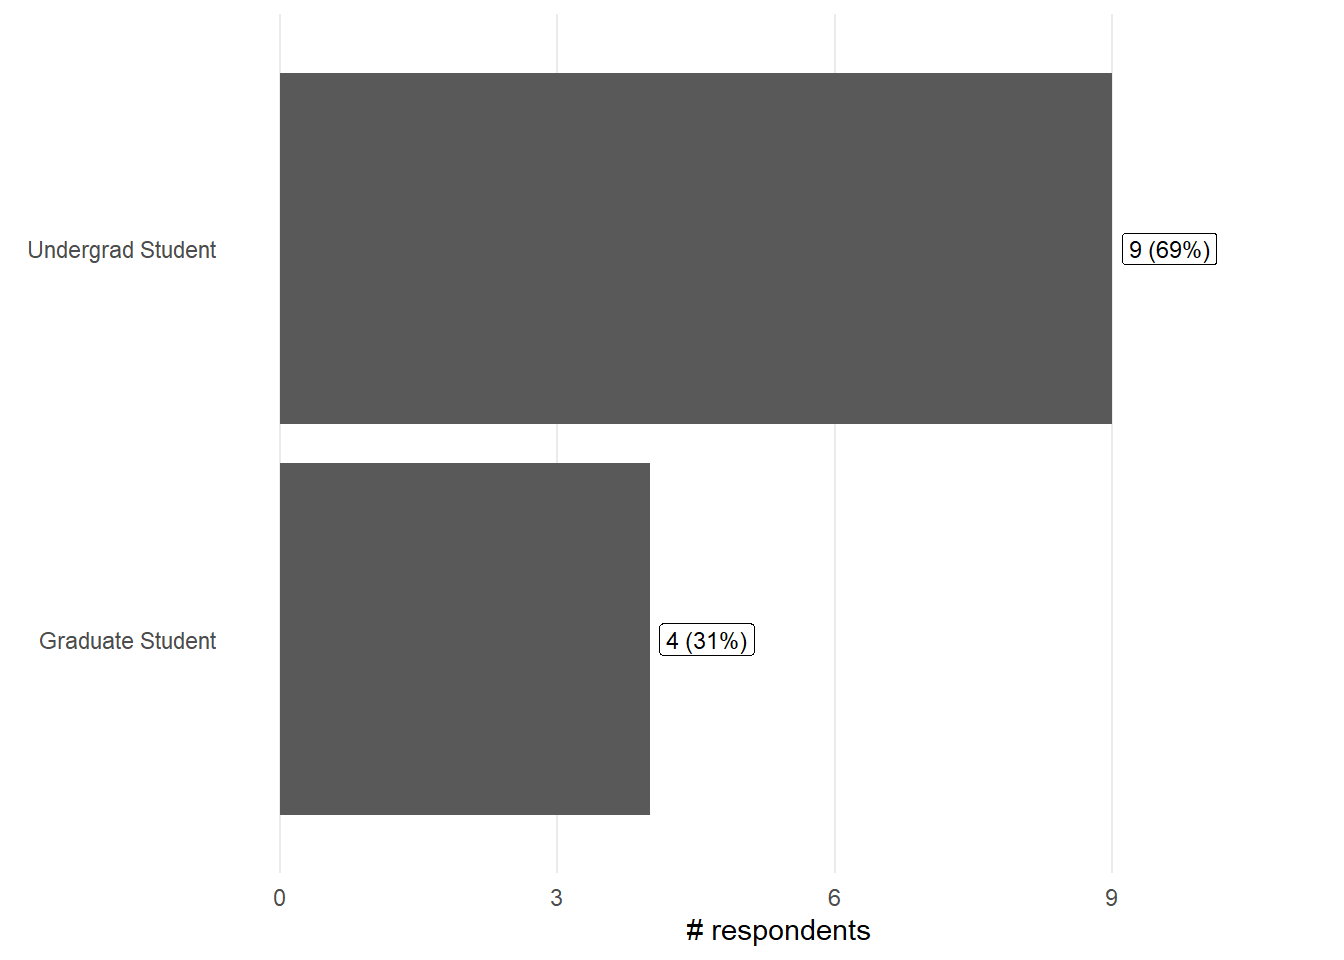 Undergrad Student
9 (69%)
Graduate Student
4 (31%)
0 3 6 9
# respondents